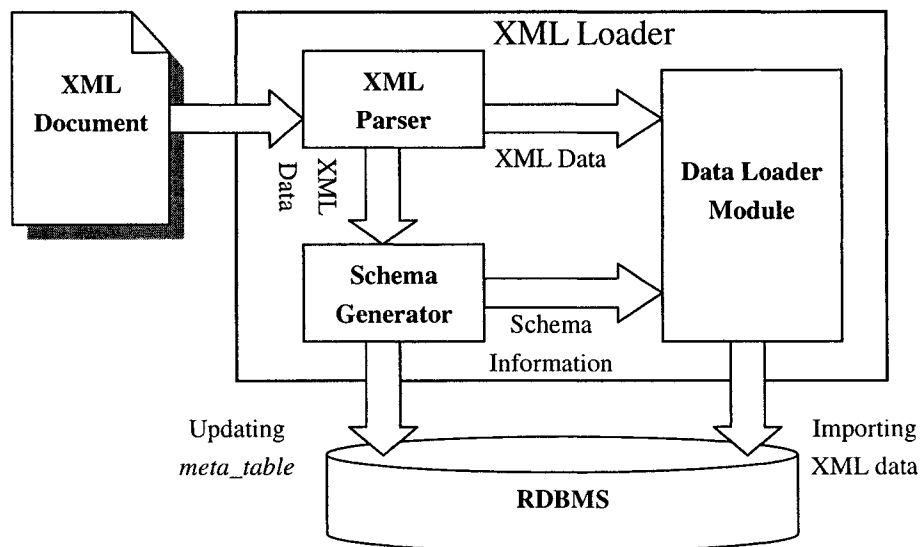 XML Loader
XML
Document
XML
Parser
XML Data
XML
Data
Data Loader
Module
Schema
Generator
Schema
Information
Updating
meta_table
Importing
XML data
RDBMS